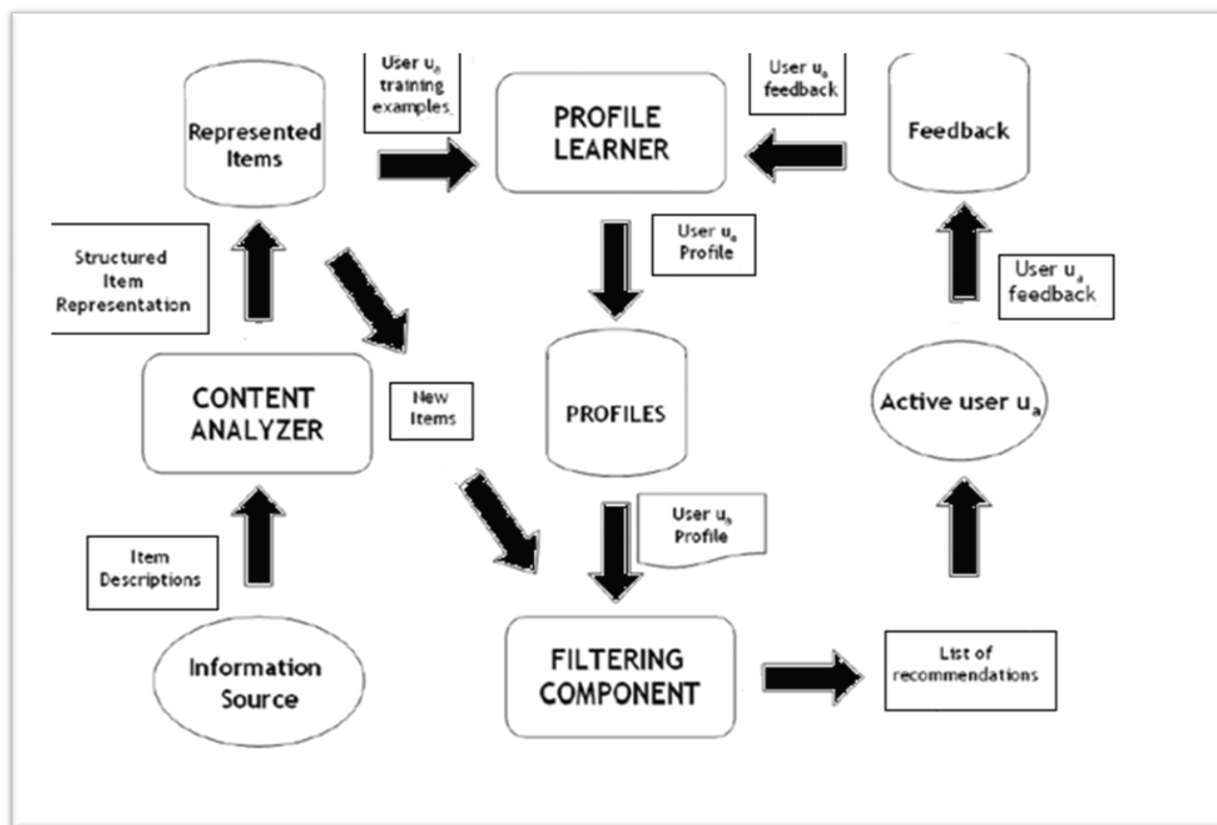 User uₐ
training
examples
User uₐ
feedback
Represented
Items
PROFILE
LEARNER
Feedback
Structured
Item
Representation
User uₐ
Profile
User uₐ
feedback
CONTENT
ANALYZER
New
Items
PROFILES
Active user uₐ
Item
Descriptions
User uₐ
Profile
Information
Source
FILTERING
COMPONENT
List of
recommendations